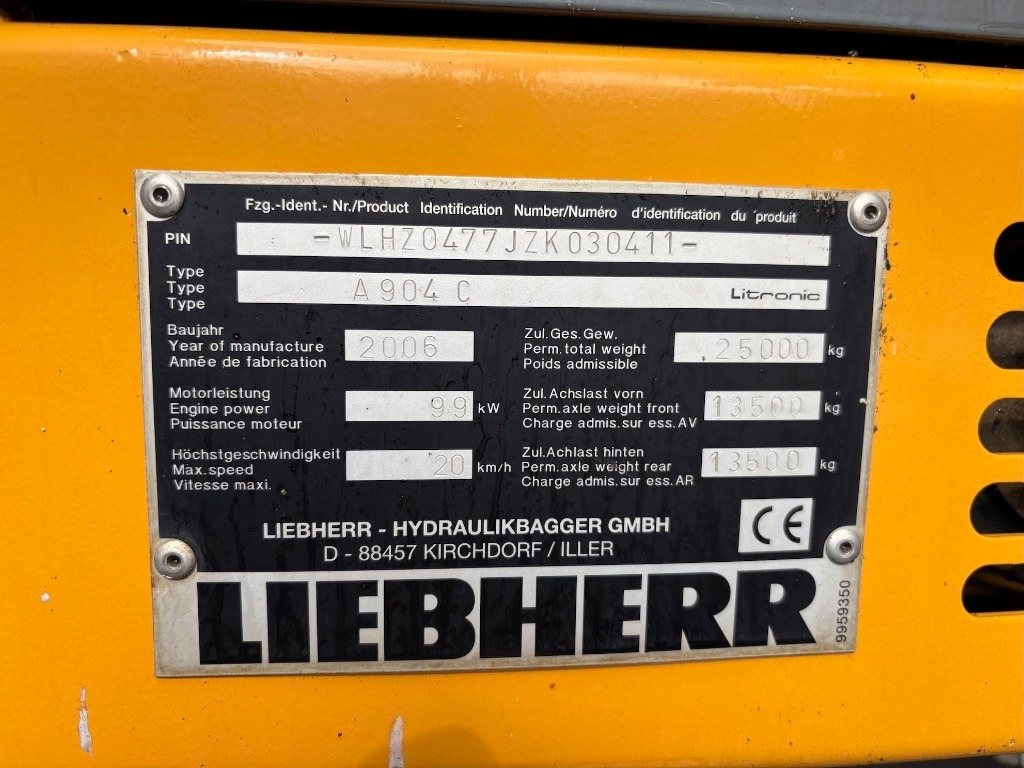 Fzg.-Ident.- Nr./Product Identification Number/Numéro d'identification du produit
PIN -WLHZ0477JZK030411-
Type
Type A904 C Litronic
Type
Baujahr
Year of manufacture 2006
Année de fabrication
Zul.Ges.Gew.
Perm.total weight 25000 kg
Poids admissible
Motorleistung
Engine power 99 kW
Puissance moteur
Zul.Achslast vorn
Perm.axle weight front 13500 kg
Charge admis.sur ess.AV
Höchstgeschwindigkeit
Max.speed 20 km/h
Vitesse maxi.
Zul.Achlast hinten
Perm.axle weight rear 13500 kg
Charge admis.sur ess.AR
LIEBHERR - HYDRAULIKBAGGER GMBH
D - 88457 KIRCHDORF / ILLER
CE
LIEBHERR
9959350